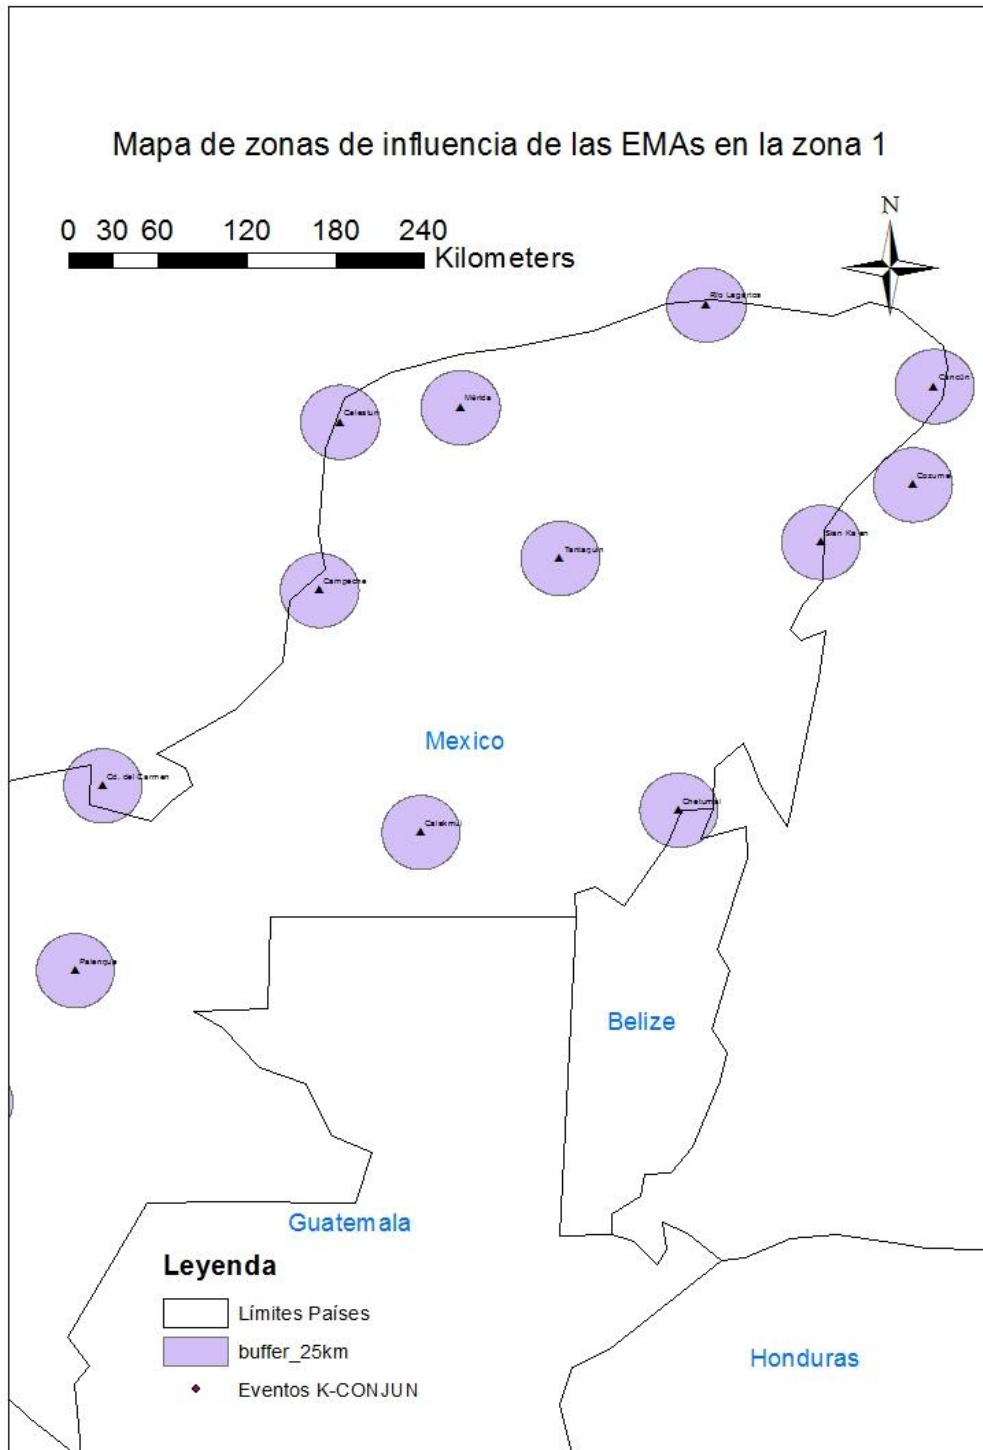 Mapa de zonas de influencia de las EMAs en la zona 1
0 30 60 120 180 240
Kilometers
N
Río Lagartos
Cancún
Mérida
Celestun
Cozumel
Sian Ka'an
Tantaquin
Campeche
Mexico
Cd. del Carmen
Chetumal
Calakmul
Palenque
Belize
Guatemala
Leyenda
Límites Países
buffer_25km
Eventos K-CONJUN
Honduras